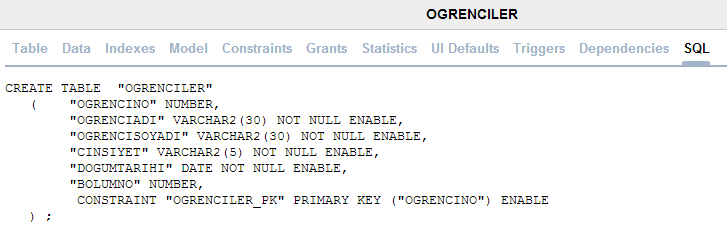 OGRENCILER
Table Data Indexes Model Constraints Grants Statistics UI Defaults Triggers Dependencies SQL
CREATE TABLE  "OGRENCILER"
   (    "OGRENCINO" NUMBER,
        "OGRENCIADI" VARCHAR2(30) NOT NULL ENABLE,
        "OGRENCISOYADI" VARCHAR2(30) NOT NULL ENABLE,
        "CINSIYET" VARCHAR2(5) NOT NULL ENABLE,
        "DOGUMTARIHI" DATE NOT NULL ENABLE,
        "BOLUMNO" NUMBER,
         CONSTRAINT "OGRENCILER_PK" PRIMARY KEY ("OGRENCINO") ENABLE
   ) ;